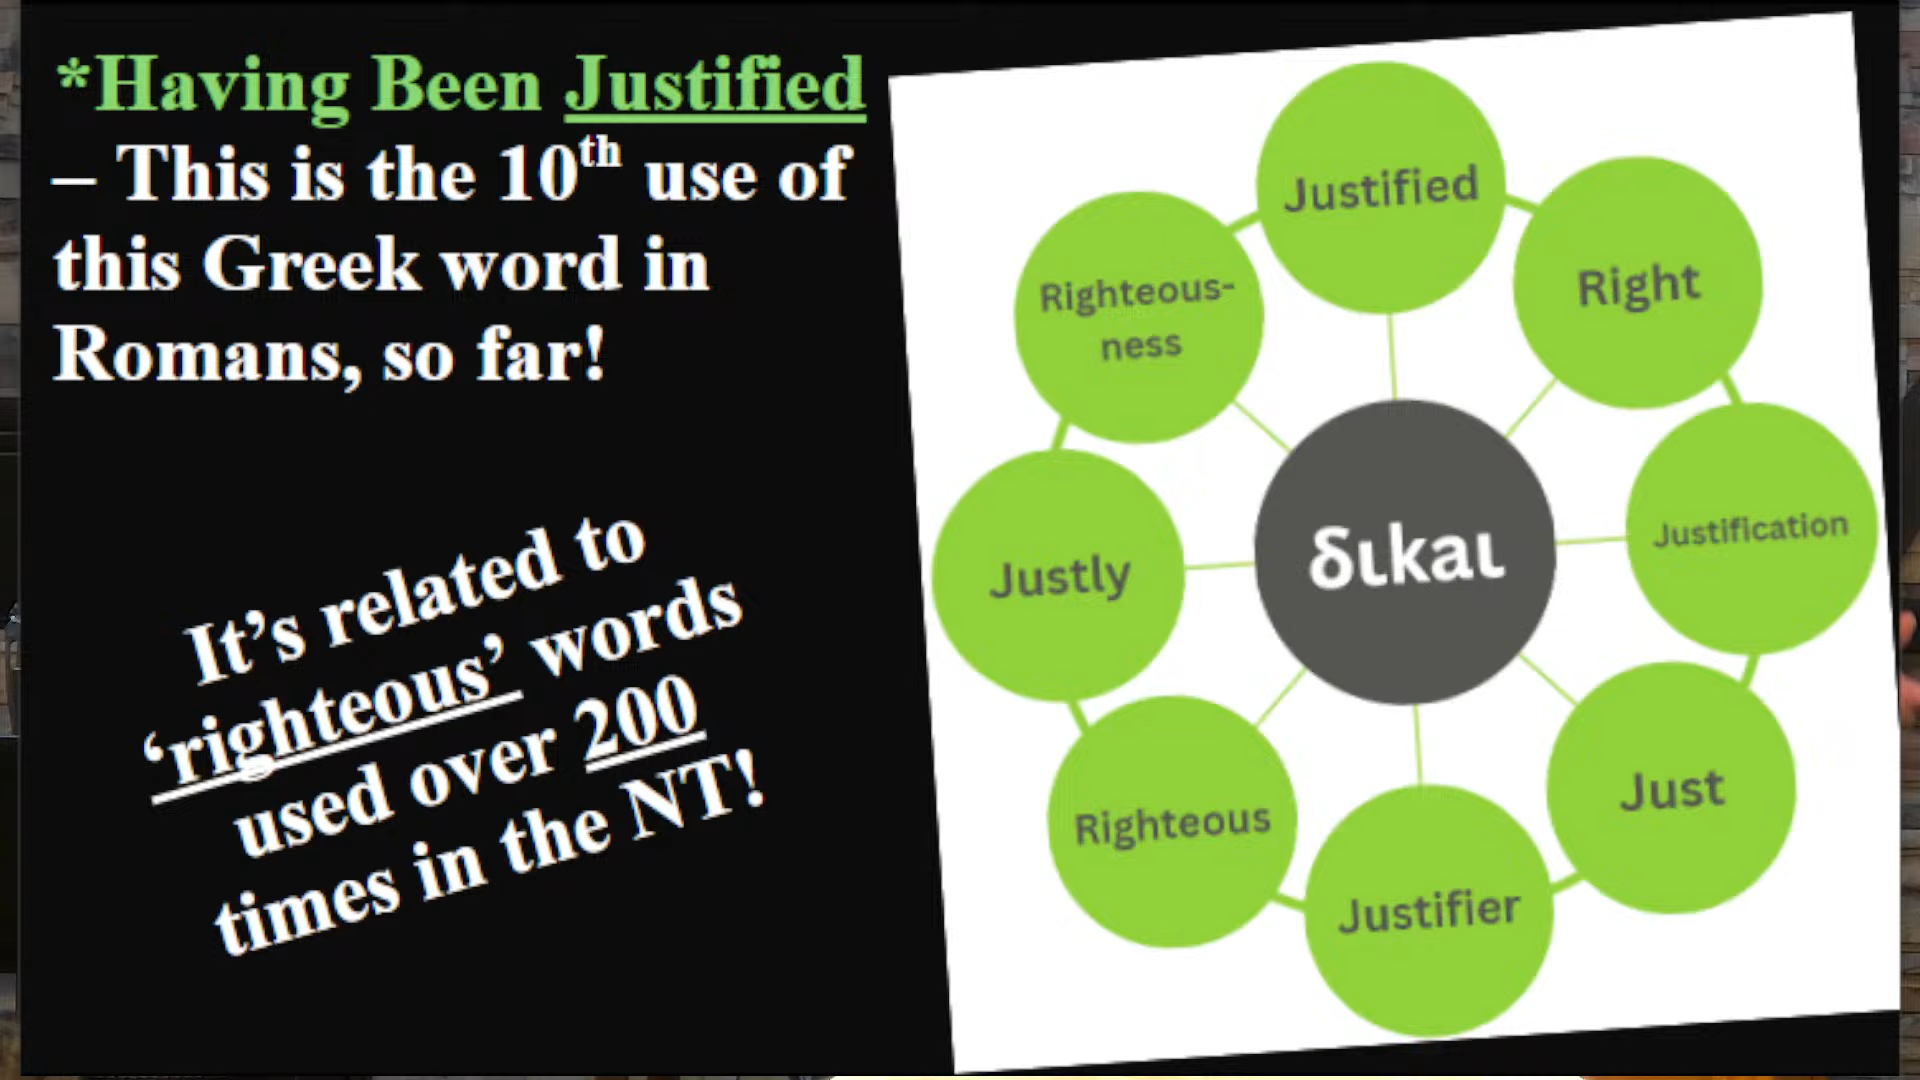 *Having Been Justified
– This is the 10th use of
this Greek word in
Romans, so far!
It’s related to
‘righteous’ words
used over 200
times in the NT!
Justified
Right
Justification
Just
Justifier
Righteous
Justly
Righteous-
ness
δικαι